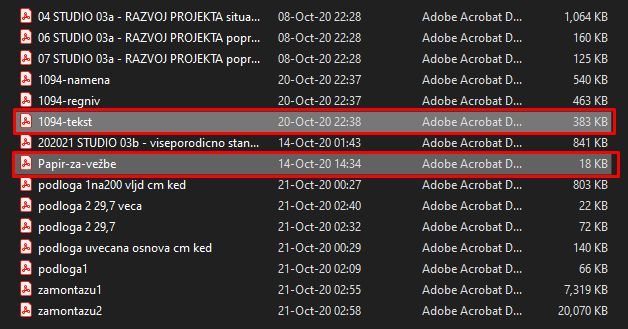 04 STUDIO 03a - RAZVOJ PROJEKTA situa... 08-Oct-20 22:28 Adobe Acrobat D... 1,064 KB
06 STUDIO 03a - RAZVOJ PROJEKTA popr... 08-Oct-20 22:28 Adobe Acrobat D... 160 KB
07 STUDIO 03a - RAZVOJ PROJEKTA popr... 08-Oct-20 22:28 Adobe Acrobat D... 125 KB
1094-namena 20-Oct-20 22:37 Adobe Acrobat D... 540 KB
1094-regniv 20-Oct-20 22:37 Adobe Acrobat D... 463 KB
1094-tekst 20-Oct-20 22:38 Adobe Acrobat D... 383 KB
202021 STUDIO 03b - viseporodicno stan... 14-Oct-20 01:43 Adobe Acrobat D... 841 KB
Papir-za-vežbe 14-Oct-20 14:34 Adobe Acrobat D... 18 KB
podloga 1na200 vljd cm ked 21-Oct-20 00:27 Adobe Acrobat D... 803 KB
podloga 2 29,7 veca 21-Oct-20 02:40 Adobe Acrobat D... 22 KB
podloga 2 29,7 21-Oct-20 02:32 Adobe Acrobat D... 72 KB
podloga uvecana osnova cm ked 21-Oct-20 00:29 Adobe Acrobat D... 140 KB
podloga1 21-Oct-20 02:09 Adobe Acrobat D... 66 KB
zamontazu1 21-Oct-20 02:55 Adobe Acrobat D... 7,319 KB
zamontazu2 21-Oct-20 02:58 Adobe Acrobat D... 20,070 KB